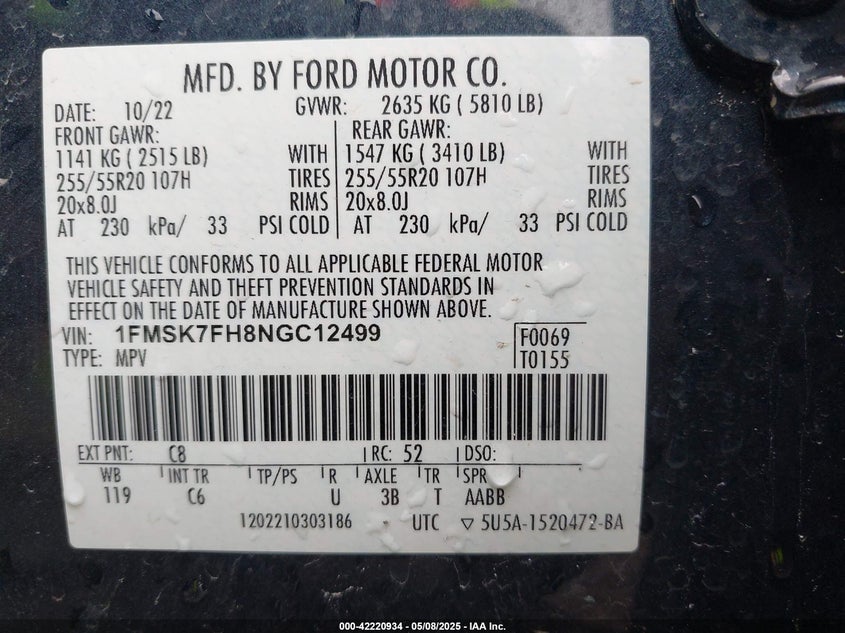 MFD. BY FORD MOTOR CO.
DATE: 10/22 GVWR: 2635 KG ( 5810 LB)
FRONT GAWR: REAR GAWR:
1141 KG ( 2515 LB) WITH 1547 KG ( 3410 LB) WITH
255/55R20 107H TIRES 255/55R20 107H TIRES
20x8.0J RIMS 20x8.0J RIMS
AT 230 kPa/ 33 PSI COLD AT 230 kPa/ 33 PSI COLD
THIS VEHICLE CONFORMS TO ALL APPLICABLE FEDERAL MOTOR
VEHICLE SAFETY AND THEFT PREVENTION STANDARDS IN
EFFECT ON THE DATE OF MANUFACTURE SHOWN ABOVE.
VIN: 1FMSK7FH8NGC12499 F0069
TYPE: MPV T0155
EXT PNT: C8 RC: 52 DSO:
WB INT TR TP/PS R AXLE TR SPR
119 C6 U 3B T AABB
1202210303186 UTC ▽ 5U5A-1520472-BA
000-42220934 - 05/08/2025 - IAA Inc.